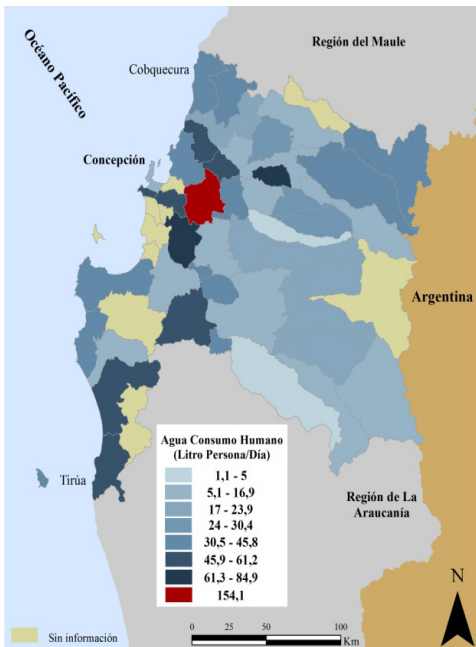 Océano Pacífico
Región del Maule
Cobquecura
Concepción
Argentina
Agua Consumo Humano
(Litro Persona/Día)
1,1 - 5
5,1 - 16,9
17 - 23,9
24 - 30,4
30,5 - 45,8
45,9 - 61,2
61,3 - 84,9
154,1
Tirúa
Región de La
Araucanía
N
0 25 50 100
Km
Sin información